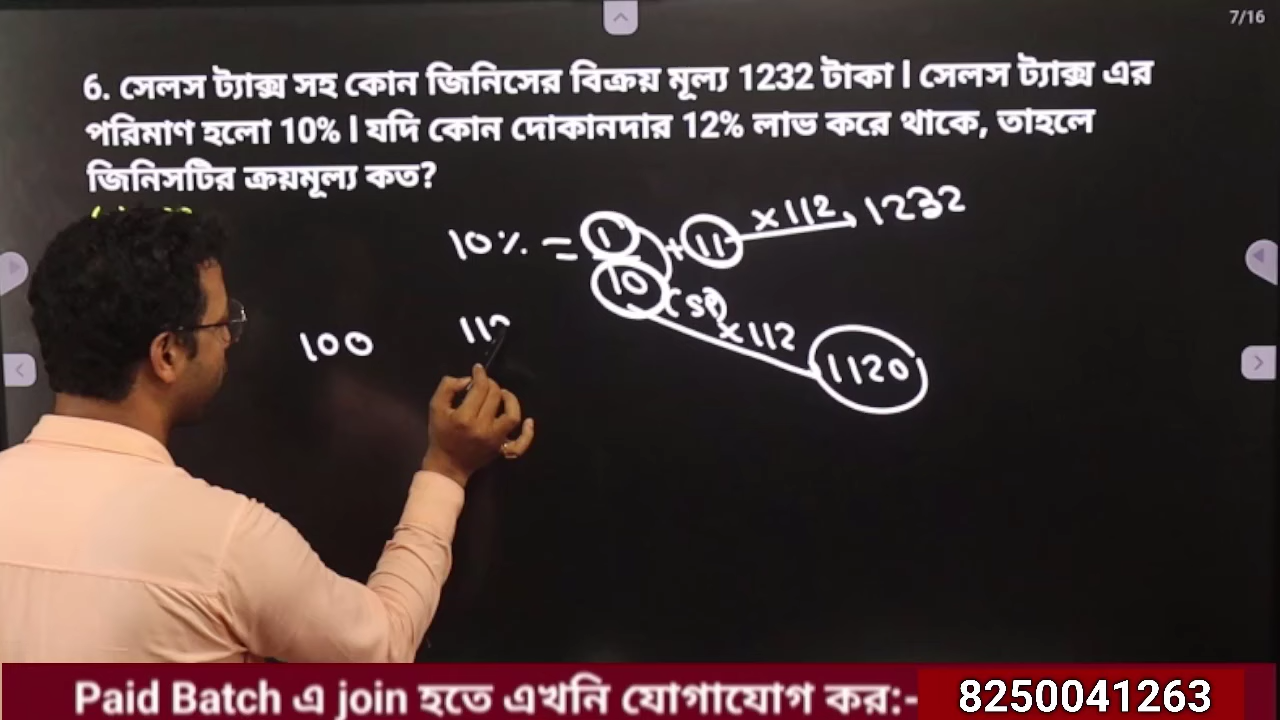 7/16
6. সেলস ট্যাক্স সহ কোন জিনিসের বিক্রয় মূল্য 1232 টাকা । সেলস ট্যাক্স এর
পরিমাণ হলো 10% । যদি কোন দোকানদার 12% লাভ করে থাকে, তাহলে
জিনিসটির ক্রয়মূল্য কত?
10% = 1/10 + 11 x 112 1232
(SP) x 112 1120
100 112
Paid Batch এ join হতে এখনি যোগাযোগ কর:- 8250041263